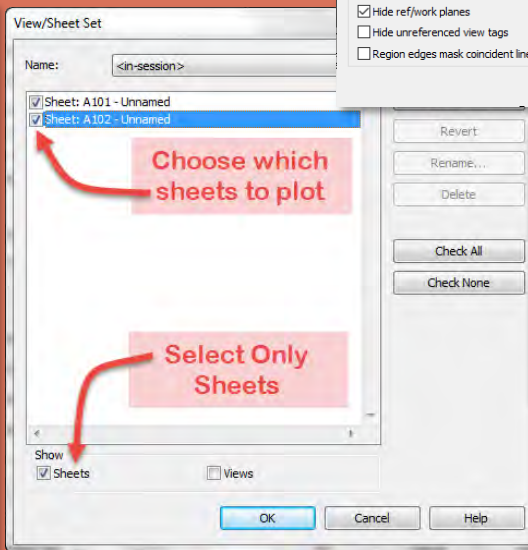 View/Sheet Set
Hide ref/work planes
Hide unreferenced view tags
Region edges mask coincident
Name:
<in-session>
Sheet: A101 - Unnamed
Sheet: A102 - Unnamed
Revert
Rename...
Delete
Choose which
sheets to plot
Check All
Check None
Select Only
Sheets
Show
Sheets
Views
OK
Cancel
Help